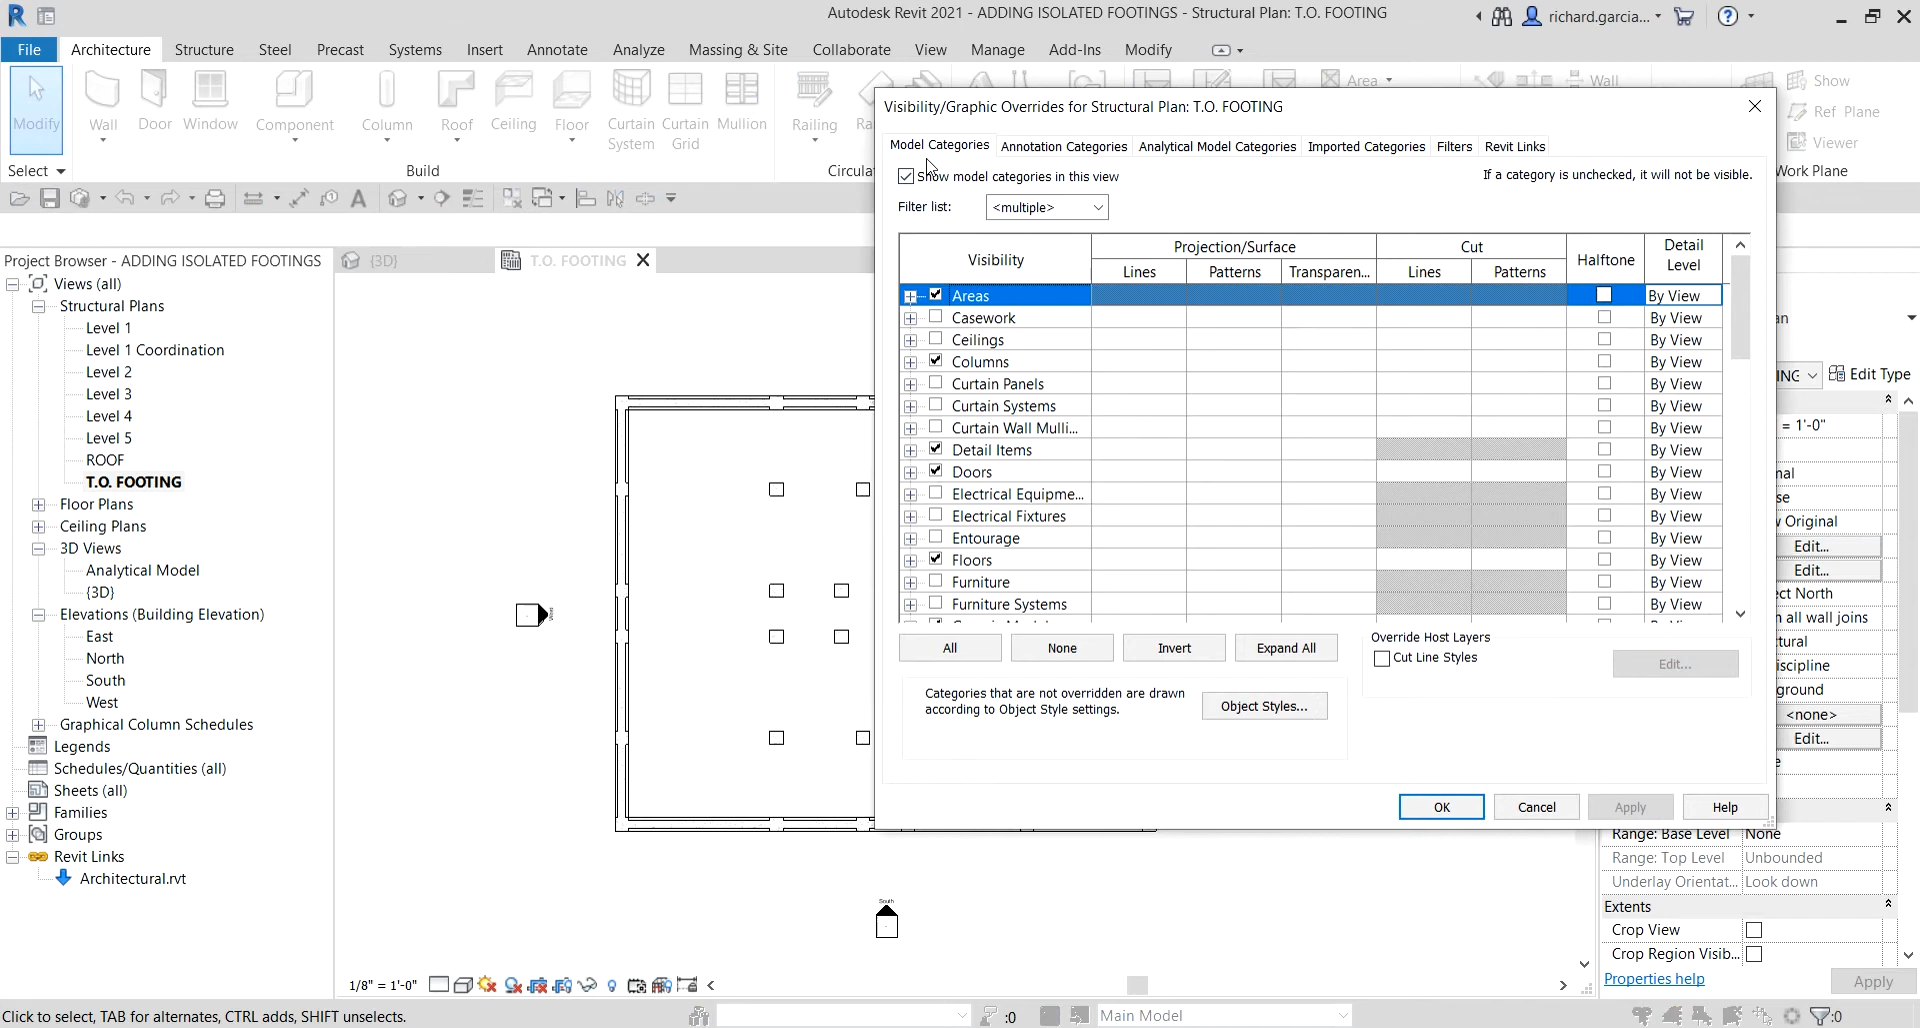 Autodesk Revit 2021 - ADDING ISOLATED FOOTINGS - Structural Plan: T.O. FOOTING
richard.garcia...
File Architecture Structure Steel Precast Systems Insert Annotate Analyze Massing & Site Collaborate View Manage Add-Ins Modify
Modify Wall Door Window Component Column Roof Ceiling Floor Curtain System Curtain Grid Mullion Railing
Area Wall Show
Ref Plane
Viewer
Select Build Circula Work Plane
Project Browser - ADDING ISOLATED FOOTINGS
{3D} T.O. FOOTING
Views (all)
Structural Plans
Level 1
Level 1 Coordination
Level 2
Level 3
Level 4
Level 5
ROOF
T.O. FOOTING
Floor Plans
Ceiling Plans
3D Views
Analytical Model
{3D}
Elevations (Building Elevation)
East
North
South
West
Graphical Column Schedules
Legends
Schedules/Quantities (all)
Sheets (all)
Families
Groups
Revit Links
Architectural.rvt
West
South
Visibility/Graphic Overrides for Structural Plan: T.O. FOOTING
Model Categories Annotation Categories Analytical Model Categories Imported Categories Filters Revit Links
Show model categories in this view
If a category is unchecked, it will not be visible.
Filter list: <multiple>
Visibility Projection/Surface Cut Halftone Detail Level
Lines Patterns Transparen... Lines Patterns
Areas By View
Casework By View
Ceilings By View
Columns By View
Curtain Panels By View
Curtain Systems By View
Curtain Wall Mulli... By View
Detail Items By View
Doors By View
Electrical Equipme... By View
Electrical Fixtures By View
Entourage By View
Floors By View
Furniture By View
Furniture Systems By View
All None Invert Expand All
Override Host Layers
Cut Line Styles
Edit...
Categories that are not overridden are drawn
according to Object Style settings.
Object Styles...
OK Cancel Apply Help
an
ING Edit Type
= 1'-0"
nal
se
w Original
Edit...
Edit...
ect North
n all wall joins
tural
iscipline
ground
<none>
Edit...
e
Range: Base Level None
Range: Top Level Unbounded
Underlay Orientat... Look down
Extents
Crop View
Crop Region Visib...
Properties help Apply
1/8" = 1'-0"
Click to select, TAB for alternates, CTRL adds, SHIFT unselects.
:0
Main Model
:0